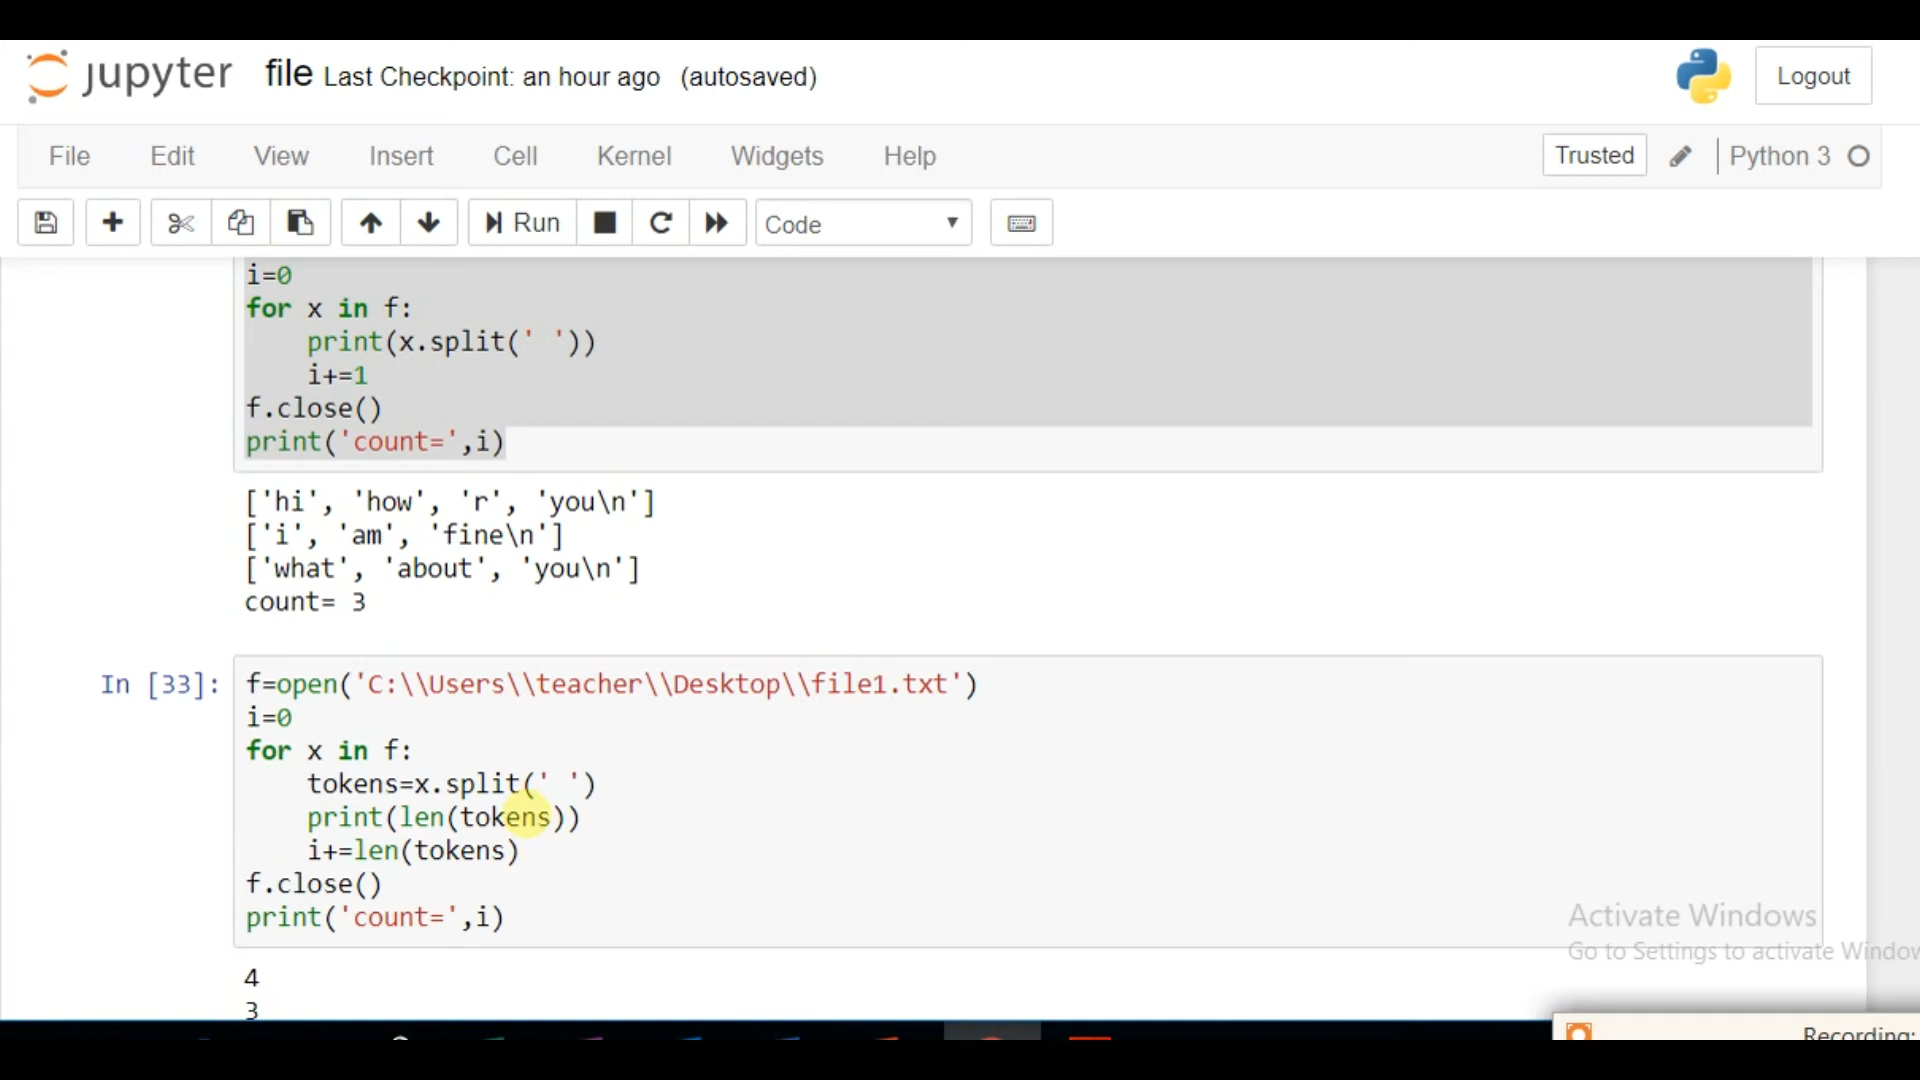 jupyter file Last Checkpoint: an hour ago (autosaved) Logout
File Edit View Insert Cell Kernel Widgets Help Trusted Python 3
Run Code
i=0
for x in f:
    print(x.split(' '))
    i+=1
f.close()
print('count=',i)
['hi', 'how', 'r', 'you\n']
['i', 'am', 'fine\n']
['what', 'about', 'you\n']
count= 3
In [33]: f=open('C:\\Users\\teacher\\Desktop\\file1.txt')
i=0
for x in f:
    tokens=x.split(' ')
    print(len(tokens))
    i+=len(tokens)
f.close()
print('count=',i)
Activate Windows
Go to Settings to activate Window
4
3
Recording: